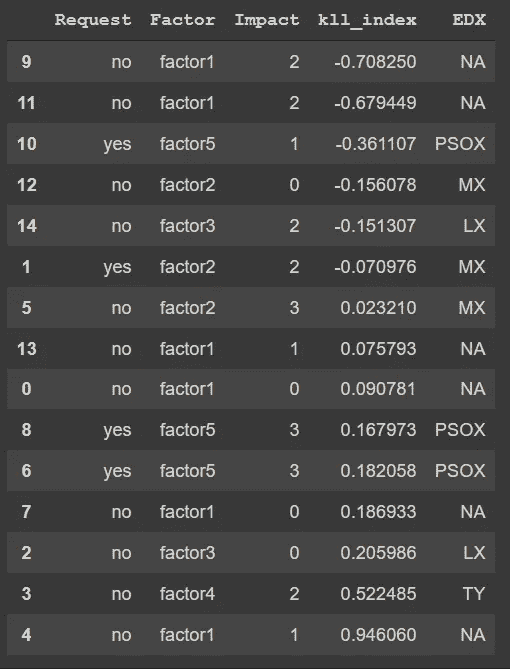 Request Factor Impact kll_index EDX
9 no factor1 2 -0.708250 NA
11 no factor1 2 -0.679449 NA
10 yes factor5 1 -0.361107 PSOX
12 no factor2 0 -0.156078 MX
14 no factor3 2 -0.151307 LX
1 yes factor2 2 -0.070976 MX
5 no factor2 3 0.023210 MX
13 no factor1 1 0.075793 NA
0 no factor1 0 0.090781 NA
8 yes factor5 3 0.167973 PSOX
6 yes factor5 3 0.182058 PSOX
7 no factor1 0 0.186933 NA
2 no factor3 0 0.205986 LX
3 no factor4 2 0.522485 TY
4 no factor1 1 0.946060 NA